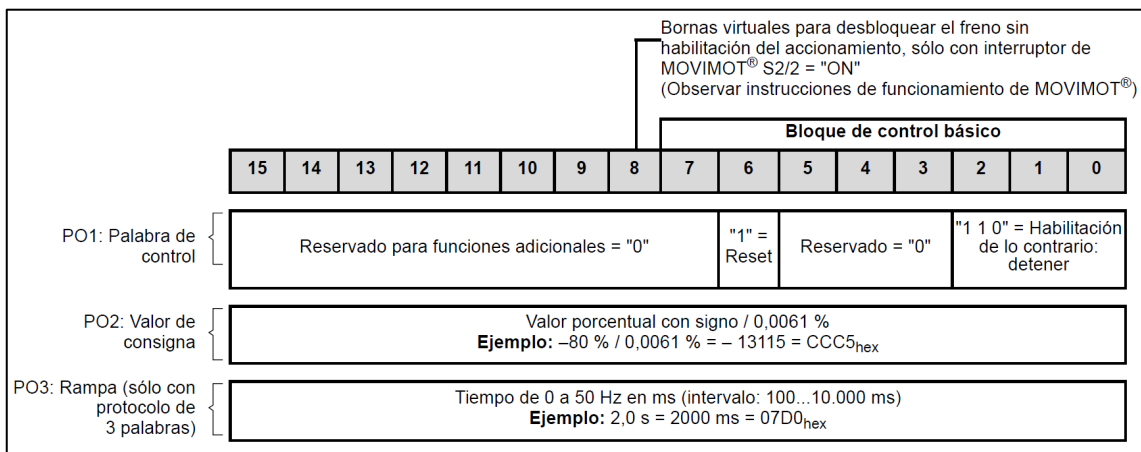 Bornas virtuales para desbloquear el freno sin
habilitación del accionamiento, sólo con interruptor de
MOVIMOT® S2/2 = "ON"
(Observar instrucciones de funcionamiento de MOVIMOT®)
Bloque de control básico
15 14 13 12 11 10 9 8 7 6 5 4 3 2 1 0
PO1: Palabra de
control
Reservado para funciones adicionales = "0"
"1" =
Reset
Reservado = "0"
"1 1 0" = Habilitación
de lo contrario:
detener
PO2: Valor de
consigna
Valor porcentual con signo / 0,0061 %
Ejemplo: –80 % / 0,0061 % = – 13115 = CCC5hex
PO3: Rampa (sólo con
protocolo de
3 palabras)
Tiempo de 0 a 50 Hz en ms (intervalo: 100...10.000 ms)
Ejemplo: 2,0 s = 2000 ms = 07D0hex